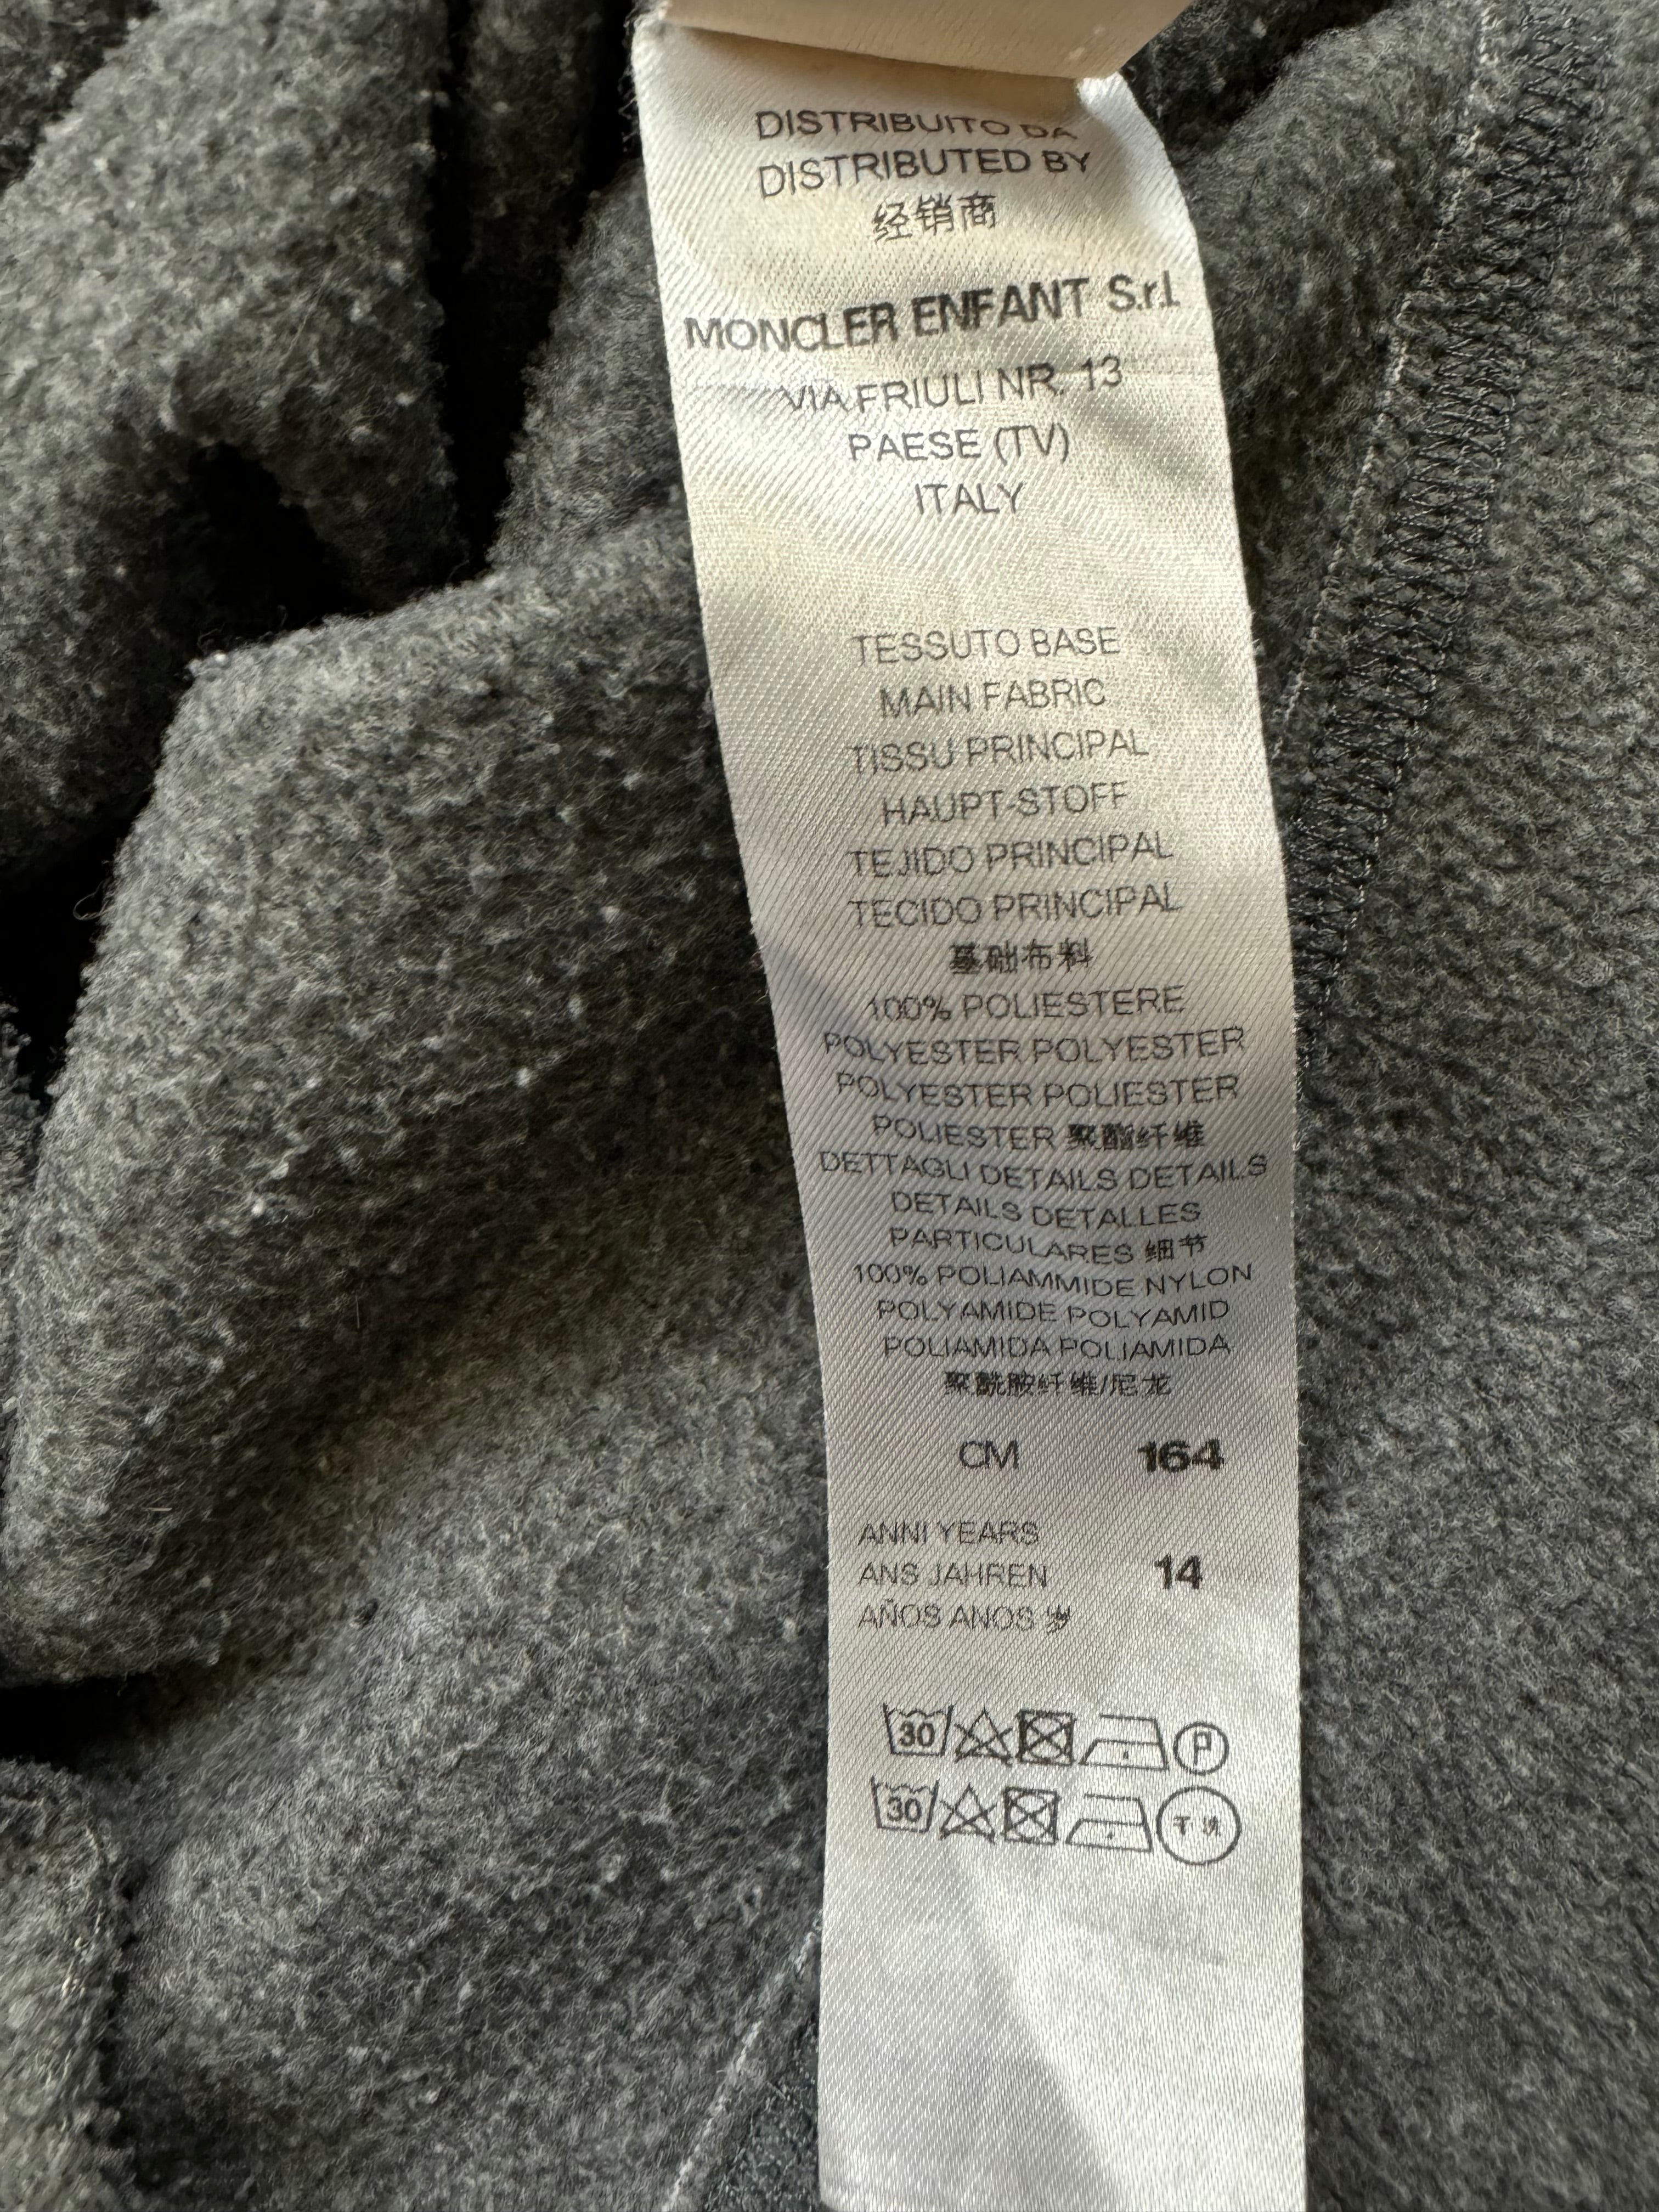 DISTRIBUITO DA
DISTRIBUTED BY
经销商
MONCLER ENFANT S.r.l.
VIA FRIULI NR. 13
PAESE (TV)
ITALY
TESSUTO BASE
MAIN FABRIC
TISSU PRINCIPAL
HAUPT-STOFF
TEJIDO PRINCIPAL
TECIDO PRINCIPAL
基础布料
100% POLIESTERE
POLYESTER POLYESTER
POLYESTER POLIESTER
POLIESTER 聚酯纤维
DETTAGLI DETAILS DETAILS
DETAILS DETALLES
PARTICULARES 细节
100% POLIAMMIDE NYLON
POLYAMIDE POLYAMID
POLIAMIDA POLIAMIDA
聚酰胺纤维/尼龙
CM 164
ANNI YEARS
ANS JAHREN 14
AÑOS ANOS 岁
30 P
30 干洗